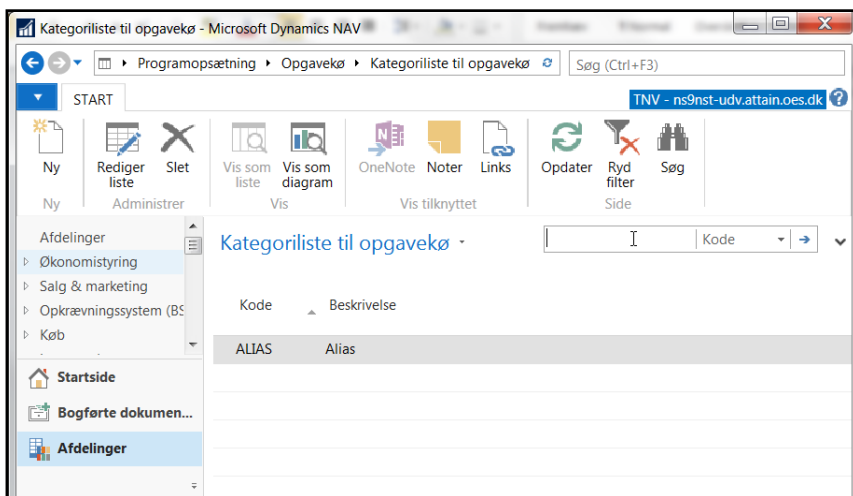 Kategoriliste til opgavekø - Microsoft Dynamics NAV
Programopsætning Opgavekø Kategoriliste til opgavekø
Søg (Ctrl+F3)
START
TNV - ns9nst-udv.attain.oes.dk
Ny
Rediger liste
Slet
Vis som liste
Vis som diagram
OneNote
Noter
Links
Opdater
Ryd filter
Søg
Ny
Administrer
Vis
Vis tilknyttet
Side
Afdelinger
Økonomistyring
Salg & marketing
Opkrævningssystem (BS
Køb
Startside
Bogførte dokumen...
Afdelinger
Kategoriliste til opgavekø
Kode
Kode Beskrivelse
ALIAS Alias